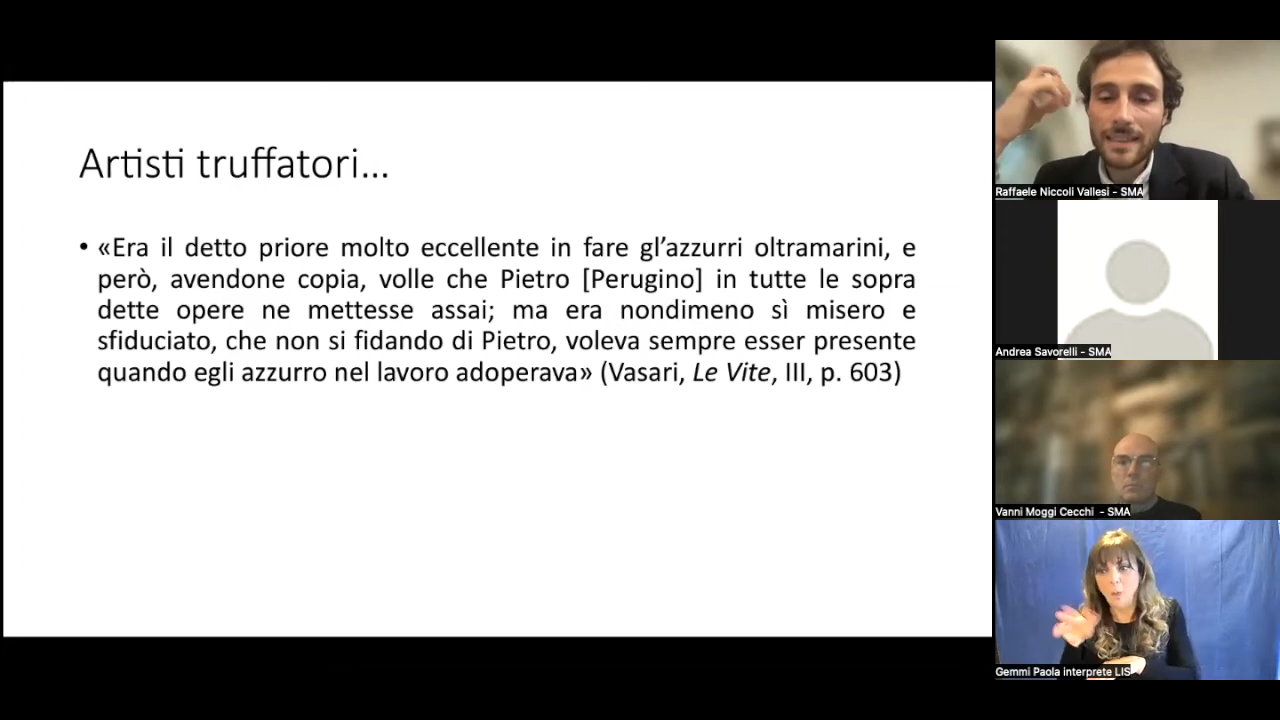 Artisti truffatori...
• «Era il detto priore molto eccellente in fare gl’azzurri oltramarini, e
però, avendone copia, volle che Pietro [Perugino] in tutte le sopra
dette opere ne mettesse assai; ma era nondimeno sì misero e
sfiduciato, che non si fidando di Pietro, voleva sempre esser presente
quando egli azzurro nel lavoro adoperava» (Vasari, Le Vite, III, p. 603)
Raffaele Niccoli Vallesi - SMA
Andrea Savorelli - SMA
Vanni Moggi Cecchi - SMA
Gemmi Paola interprete LIS